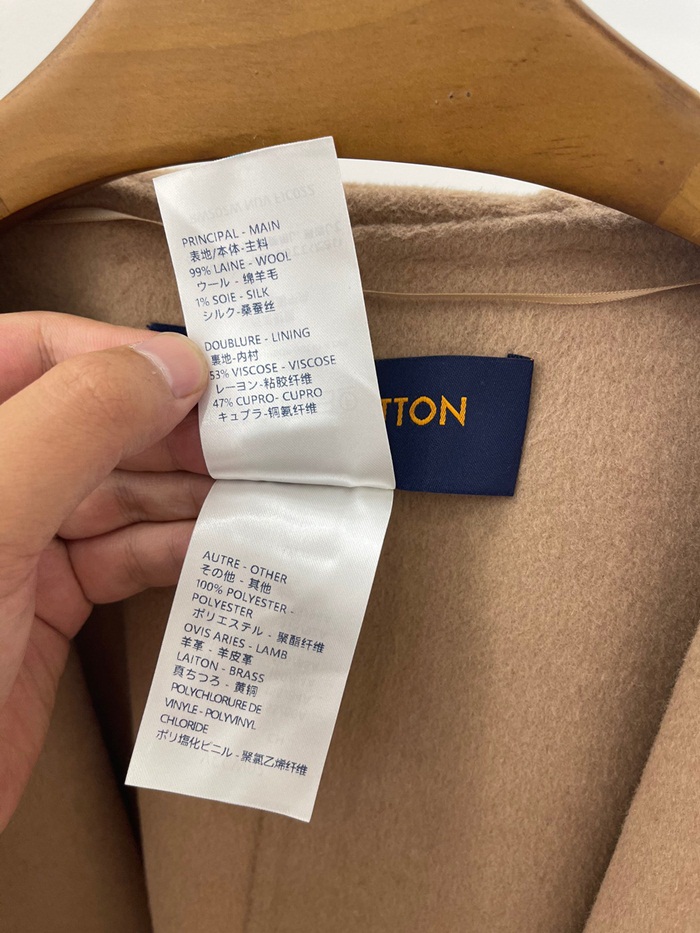 PRINCIPAL - MAIN
表地/本体-主料
99% LAINE - WOOL
ウール - 绵羊毛
1% SOIE - SILK
シルク-桑蚕丝
DOUBLURE - LINING
裏地-内村
53% VISCOSE - VISCOSE
レーヨン-粘胶纤维
47% CUPRO- CUPRO
キュプラ-铜氨纤维
TTON
AUTRE - OTHER
その他 - 其他
100% POLYESTER -
POLYESTER
ポリエステル - 聚酯纤维
OVIS ARIES - LAMB
羊革 - 羊皮革
LAITON - BRASS
真ちつろ - 黄铜
POLYCHLORURE DE
VINYLE - POLYVINYL
CHLORIDE
ポリ塩化ビニル - 聚氯乙烯纤维